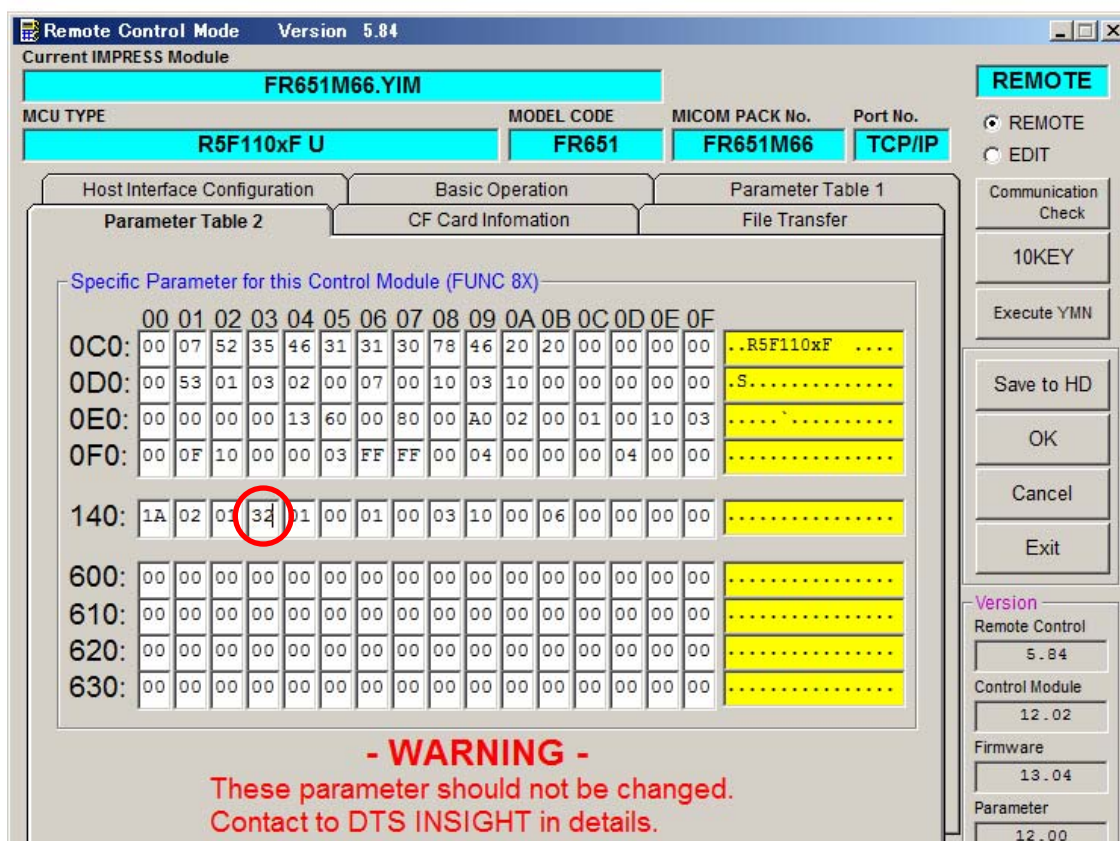 Remote Control Mode Version 5.84
Current IMPRESS Module
FR651M66.YIM
REMOTE
MCU TYPE MODEL CODE MICOM PACK No. Port No.
R5F110xF U FR651 FR651M66 TCP/IP
REMOTE
EDIT
Host Interface Configuration Basic Operation Parameter Table 1
Parameter Table 2 CF Card Infomation File Transfer
Communication
Check
10KEY
Execute YMN
Save to HD
OK
Cancel
Exit
Specific Parameter for this Control Module (FUNC 8X)
00 01 02 03 04 05 06 07 08 09 0A 0B 0C 0D 0E 0F
0C0: 00 07 52 35 46 31 31 30 78 46 20 20 00 00 00 00 ..R5F110xF ....
0D0: 00 53 01 03 02 00 07 00 10 03 10 00 00 00 00 00 .S..............
0E0: 00 00 00 00 13 60 00 80 00 A0 02 00 01 00 10 03 .....`..........
0F0: 00 0F 10 00 00 03 FF FF 00 04 00 00 00 04 00 00 ................
140: 1A 02 01 32 01 00 01 00 03 10 00 06 00 00 00 00 ................
600: 00 00 00 00 00 00 00 00 00 00 00 00 00 00 00 00 ................
610: 00 00 00 00 00 00 00 00 00 00 00 00 00 00 00 00 ................
620: 00 00 00 00 00 00 00 00 00 00 00 00 00 00 00 00 ................
630: 00 00 00 00 00 00 00 00 00 00 00 00 00 00 00 00 ................
- WARNING -
These parameter should not be changed.
Contact to DTS INSIGHT in details.
Version
Remote Control
5.84
Control Module
12.02
Firmware
13.04
Parameter
12.00